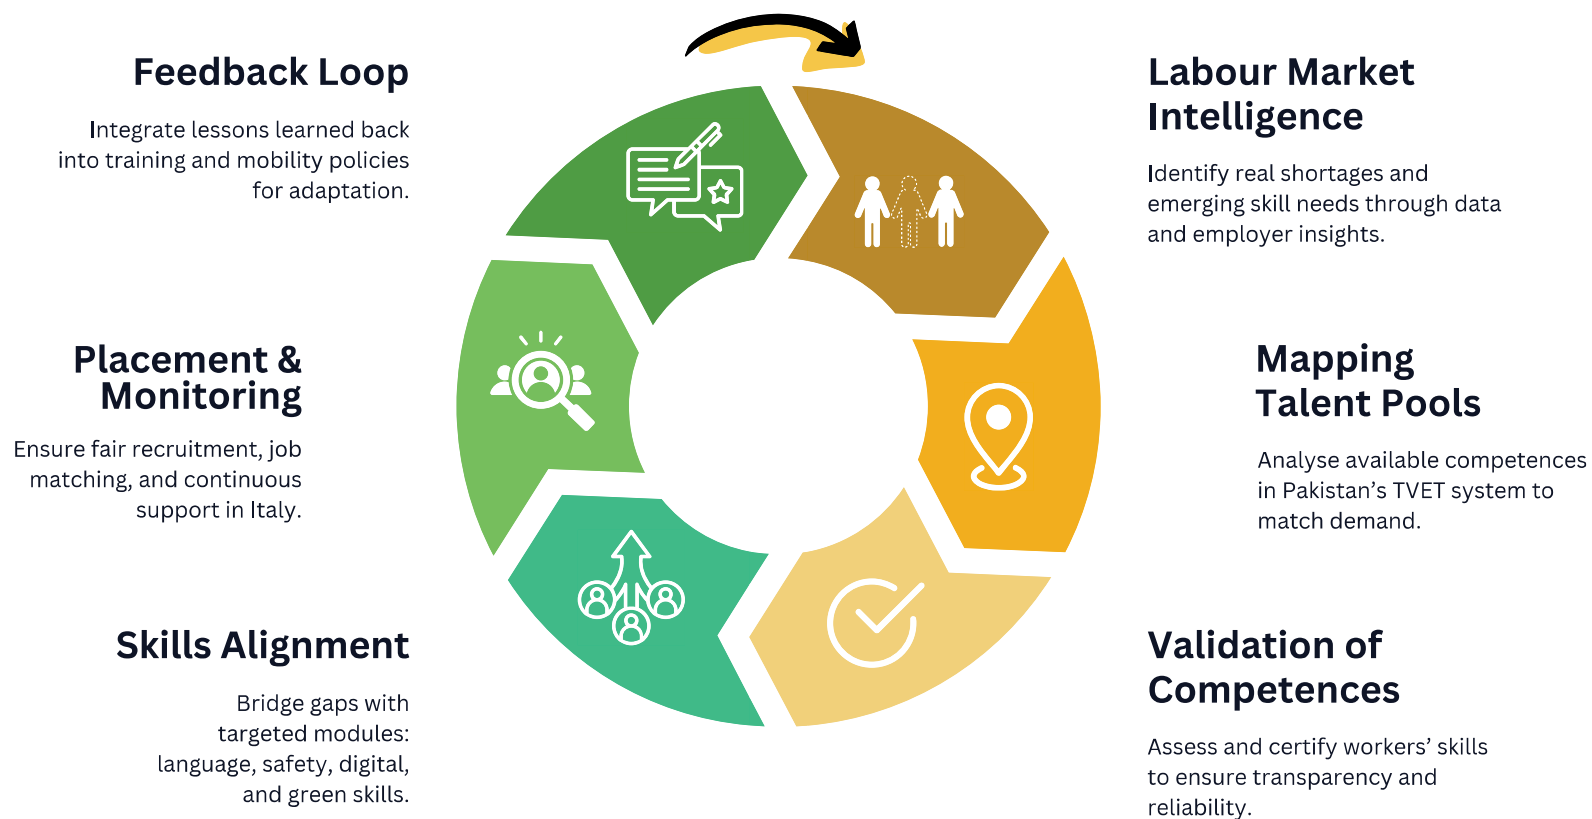 Feedback Loop
Integrate lessons learned back
into training and mobility policies
for adaptation.
Labour Market
Intelligence
Identify real shortages and
emerging skill needs through data
and employer insights.
Placement &
Monitoring
Ensure fair recruitment, job
matching, and continuous
support in Italy.
Mapping
Talent Pools
Analyse available competences
in Pakistan’s TVET system to
match demand.
Skills Alignment
Bridge gaps with
targeted modules:
language, safety, digital,
and green skills.
Validation of
Competences
Assess and certify workers’ skills
to ensure transparency and
reliability.